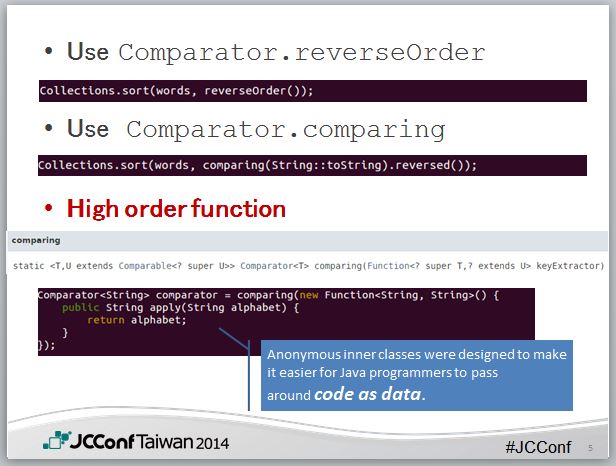 • Use Comparator.reverseOrder
Collections.sort(words, reverseOrder());
• Use Comparator.comparing
Collections.sort(words, comparing(String::toString).reversed());
• High order function
comparing
static <T,U extends Comparable<? super U>> Comparator<T> comparing(Function<? super T,? extends U> keyExtractor)
Comparator<String> comparator = comparing(new Function<String, String>() {
public String apply(String alphabet) {
return alphabet;
}
});
Anonymous inner classes were designed to make
it easier for Java programmers to pass
around code as data.
JCConf Taiwan 2014
#JCConf 5